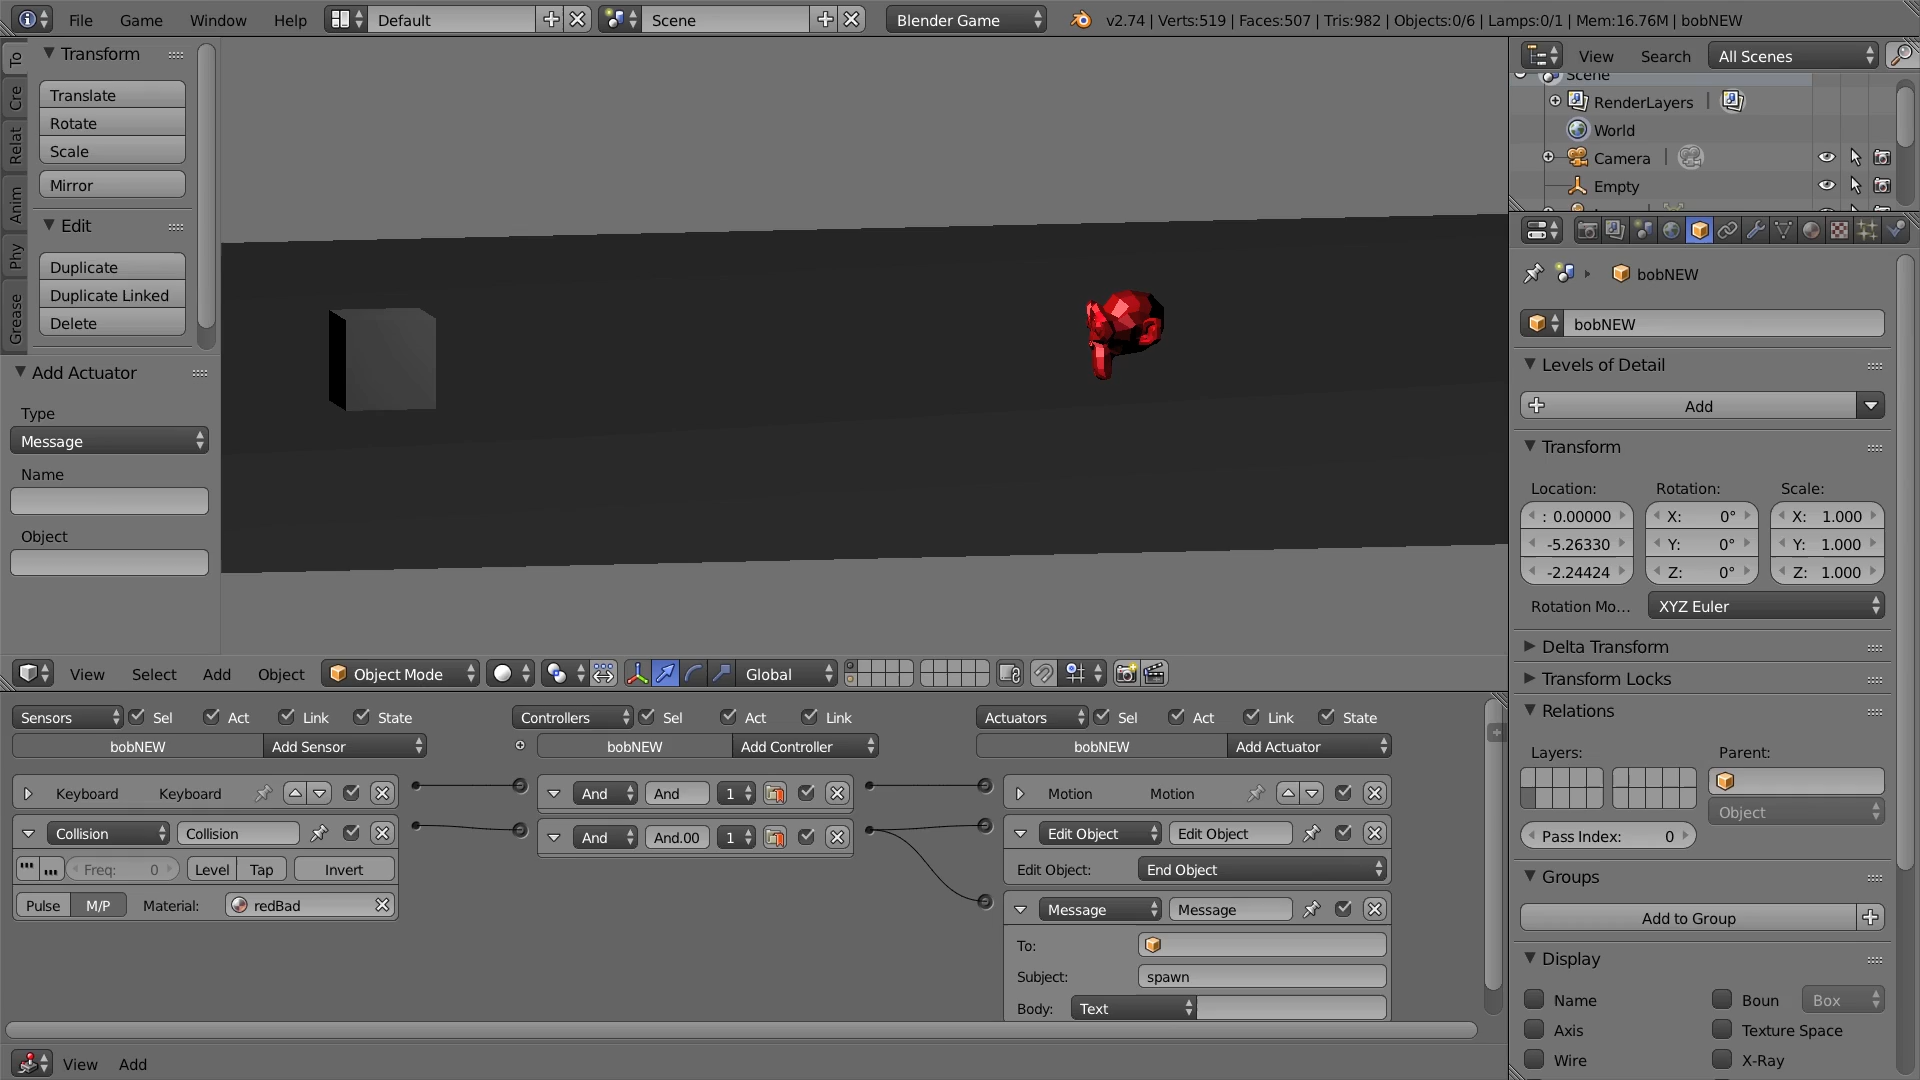 File Game Window Help Default Scene Blender Game v2.74 | Verts:519 | Faces:507 | Tris:982 | Objects:0/6 | Lamps:0/1 | Mem:16.76M | bobNEW
To
Cre
Relat
Anim
Phy
Grease
Transform
Translate
Rotate
Scale
Mirror
Edit
Duplicate
Duplicate Linked
Delete
Add Actuator
Type
Message
Name
Object
View Search All Scenes
Scene
RenderLayers
World
Camera
Empty
bobNEW
bobNEW
Levels of Detail
Add
Transform
Location: Rotation: Scale:
: 0.00000 X: 0° X: 1.000
-5.26330 Y: 0° Y: 1.000
-2.24424 Z: 0° Z: 1.000
Rotation Mo... XYZ Euler
Delta Transform
Transform Locks
Relations
Layers: Parent:
Object
Pass Index: 0
Groups
Add to Group
Display
Name Boun Box
Axis Texture Space
Wire X-Ray
View Select Add Object Object Mode Global
Sensors Sel Act Link State Controllers Sel Act Link Actuators Sel Act Link State
bobNEW Add Sensor bobNEW Add Controller bobNEW Add Actuator
Keyboard Keyboard And And 1 Motion Motion
Collision Collision And And.00 1 Edit Object Edit Object
Freq: 0 Level Tap Invert Edit Object: End Object
Pulse M/P Material: redBad Message Message
To:
Subject: spawn
Body: Text
View Add